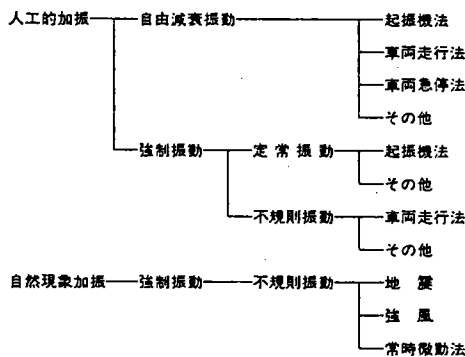 人工的加振 自由減衰振動 起振機法
車両走行法
車両急停法
その他
強制振動 定常振動 起振機法
その他
不規則振動 車両走行法
その他
自然現象加振 強制振動 不規則振動 地震
強風
常時微動法